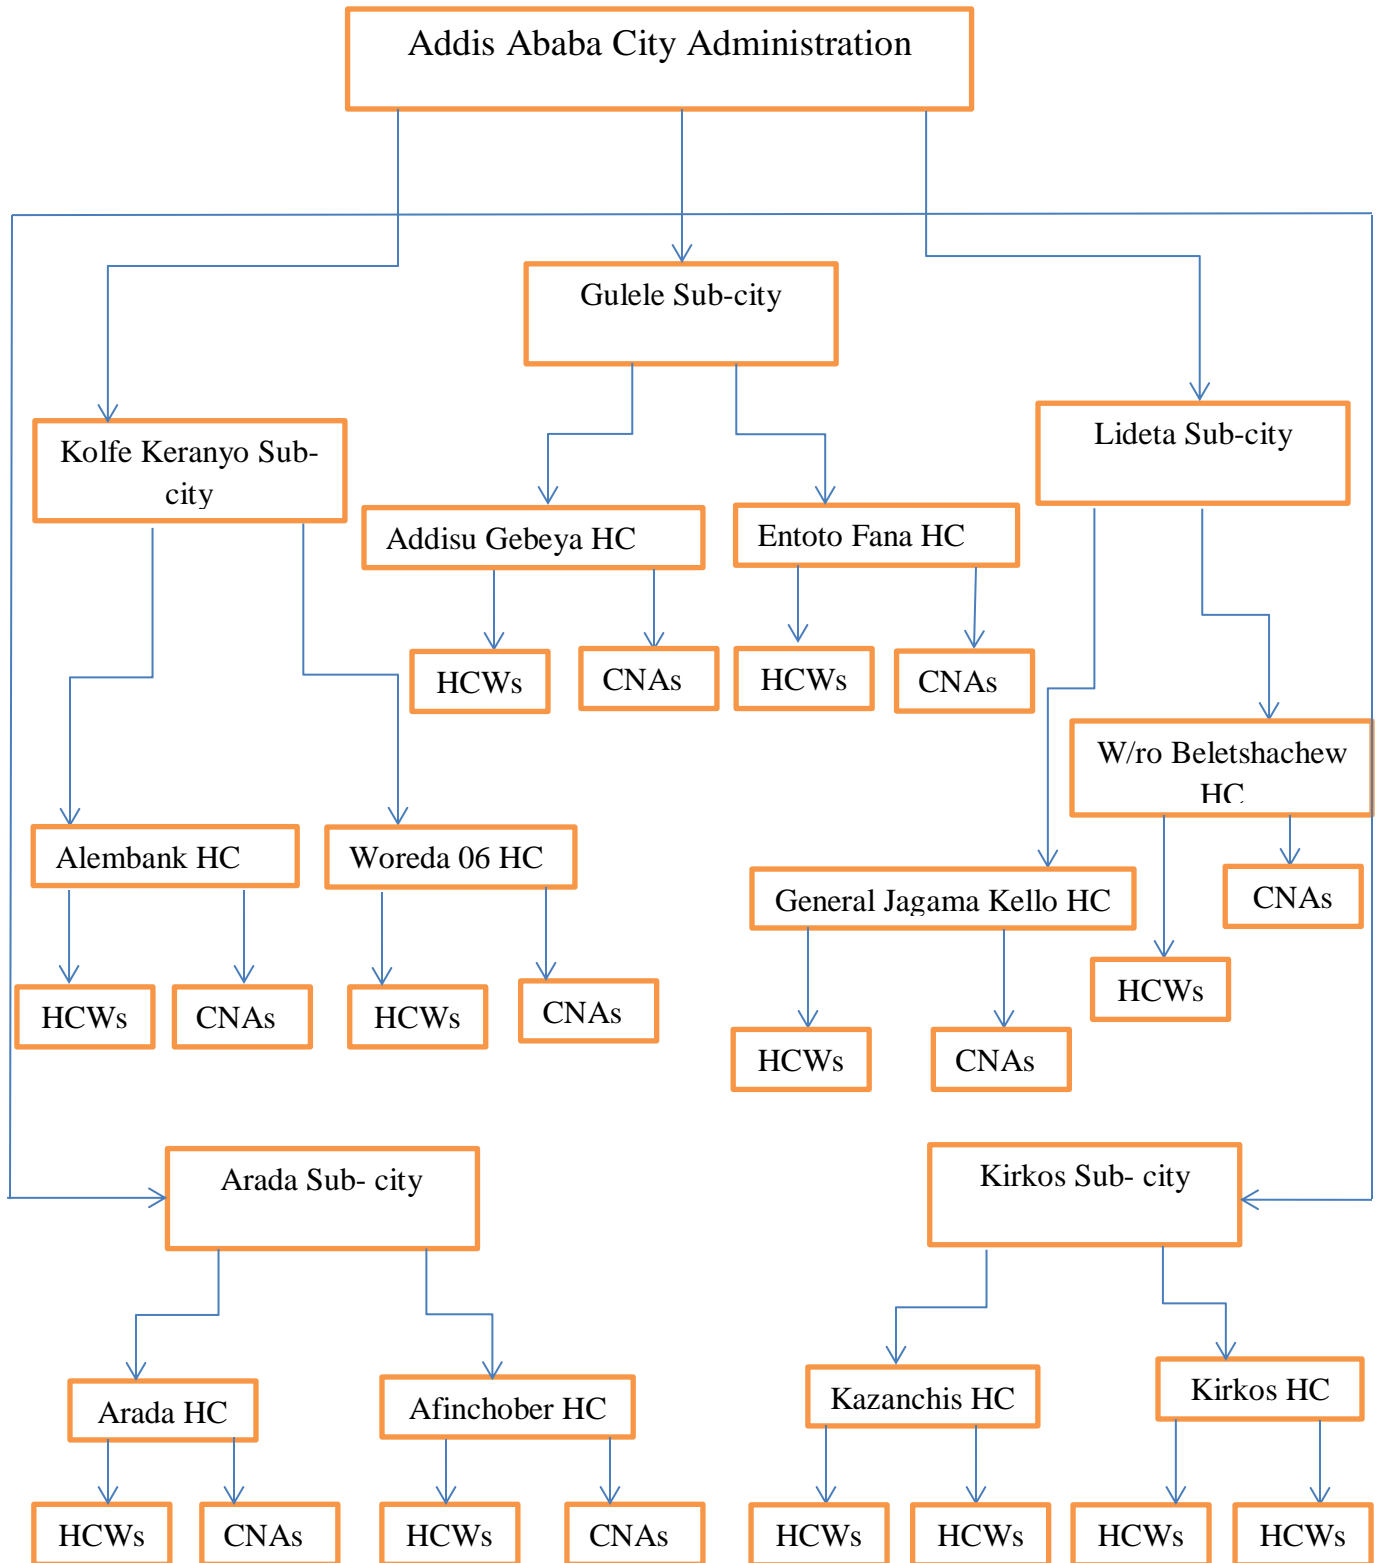 Addis Ababa City Administration
Gulele Sub-city
Kolfe Keranyo Sub-
city
Lideta Sub-city
Addisu Gebeya HC
Entoto Fana HC
HCWs
CNAs
HCWs
CNAs
W/ro Beletshachew
HC
Alembank HC
Woreda 06 HC
General Jagama Kello HC
CNAs
HCWs
CNAs
HCWs
CNAs
HCWs
HCWs
CNAs
Arada Sub- city
Kirkos Sub- city
Arada HC
Afinchober HC
Kazanchis HC
Kirkos HC
HCWs
CNAs
HCWs
CNAs
HCWs
HCWs
HCWs
HCWs